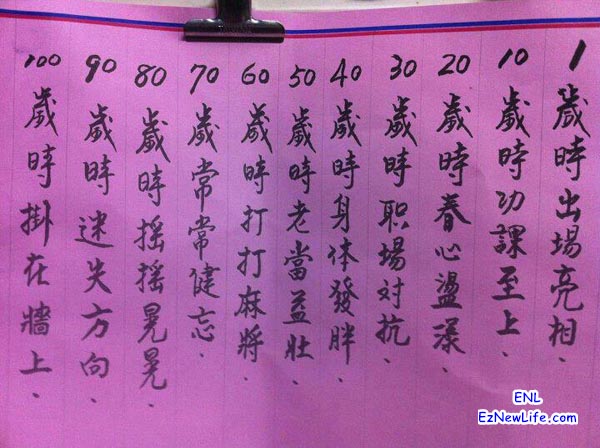 1歲時出場亮相.
10歲時功課至上.
20歲時春心盪漾.
30歲時职場对抗.
40歲時身体發胖.
50歲時老當益壯.
60歲時打打麻將.
70歲常常健忘.
80歲時摇摇晃晃.
90歲時迷失方向.
100歲時掛在牆上.
ENL
EzNewLife.com